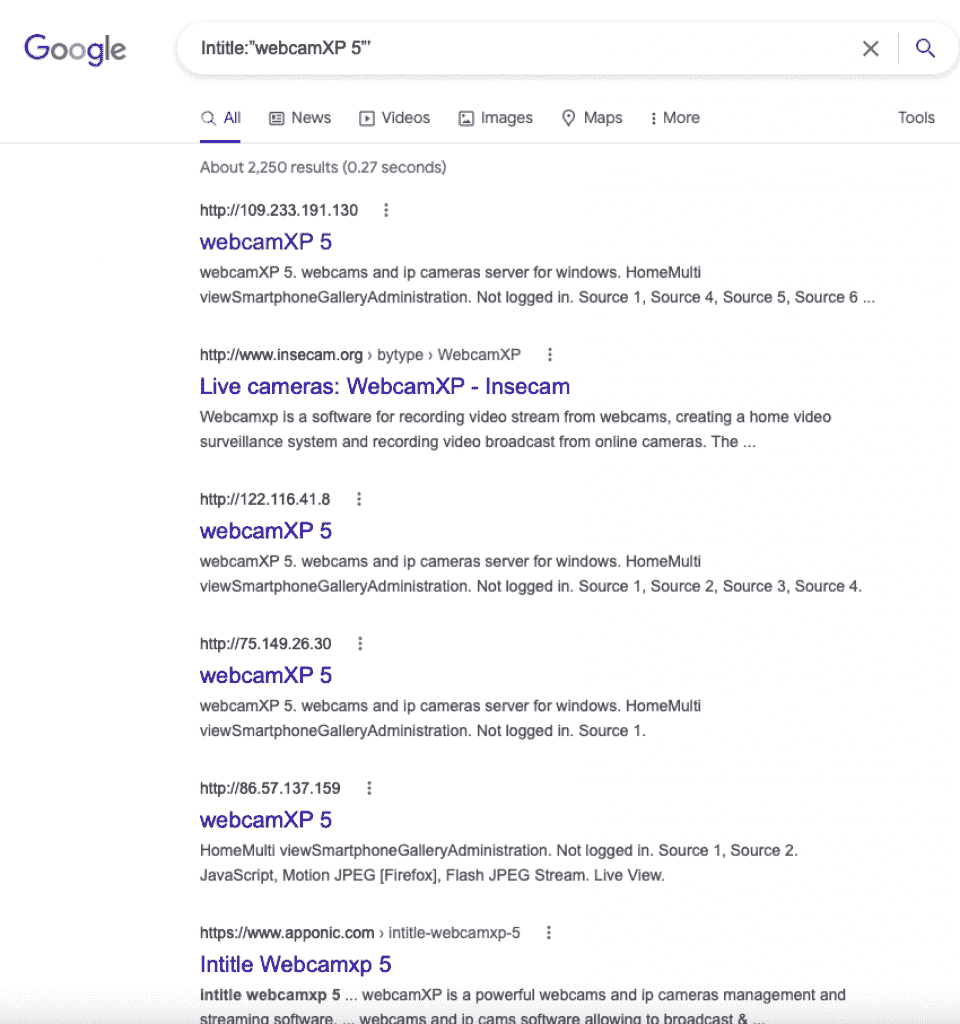 Google
Intitle:”webcamXP 5”’
All News Videos Images Maps More Tools
About 2,250 results (0.27 seconds)
http://109.233.191.130
webcamXP 5
webcamXP 5. webcams and ip cameras server for windows. HomeMulti
viewSmartphoneGalleryAdministration. Not logged in. Source 1, Source 4, Source 5, Source 6 ...
http://www.insecam.org › bytype › WebcamXP
Live cameras: WebcamXP - Insecam
Webcamxp is a software for recording video stream from webcams, creating a home video
surveillance system and recording video broadcast from online cameras. The ...
http://122.116.41.8
webcamXP 5
webcamXP 5. webcams and ip cameras server for windows. HomeMulti
viewSmartphoneGalleryAdministration. Not logged in. Source 1, Source 2, Source 3, Source 4.
http://75.149.26.30
webcamXP 5
webcamXP 5. webcams and ip cameras server for windows. HomeMulti
viewSmartphoneGalleryAdministration. Not logged in. Source 1.
http://86.57.137.159
webcamXP 5
HomeMulti viewSmartphoneGalleryAdministration. Not logged in. Source 1, Source 2.
JavaScript, Motion JPEG [Firefox], Flash JPEG Stream. Live View.
https://www.apponic.com › intitle-webcamxp-5
Intitle Webcamxp 5
intitle webcamxp 5 ... webcamXP is a powerful webcams and ip cameras management and
streaming software. ... webcams and ip cams software allowing to broadcast & ...